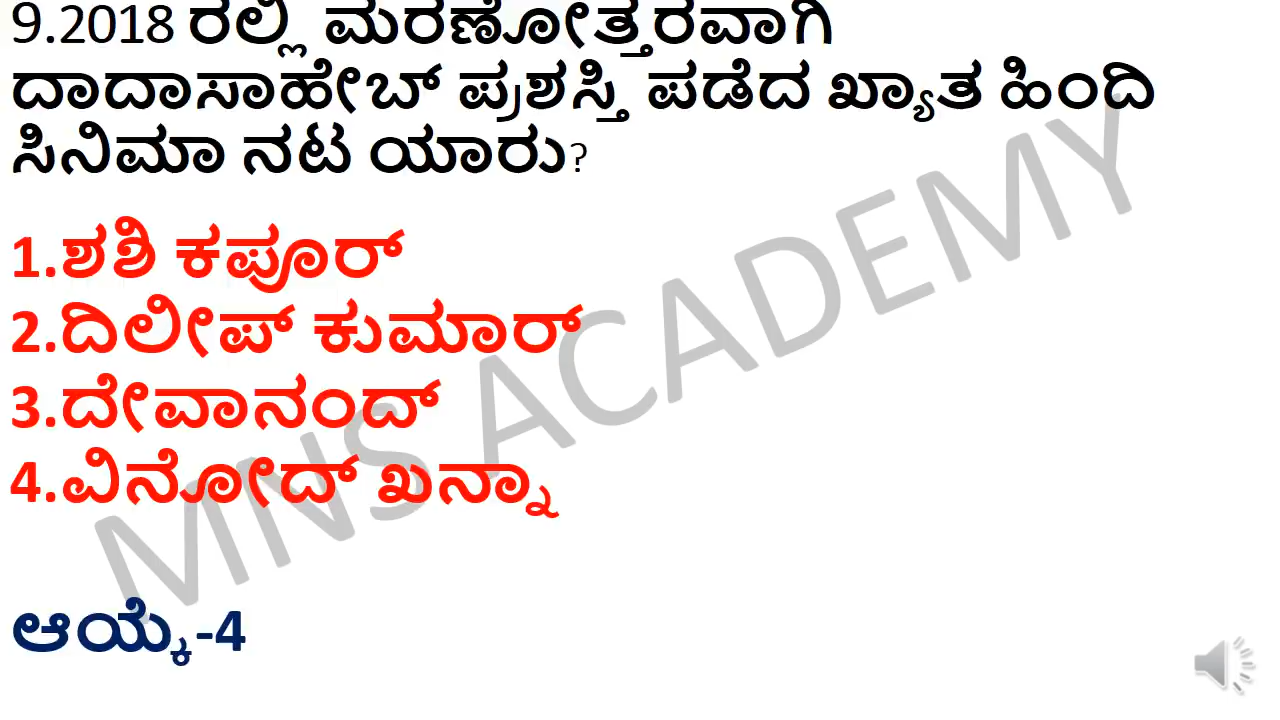 9.2018 ರಲ್ಲಿ ಮರಣೋತ್ತರವಾಗಿ
ದಾದಾಸಾಹೇಬ್ ಪ್ರಶಸ್ತಿ ಪಡೆದ ಖ್ಯಾತ ಹಿಂದಿ
ಸಿನಿಮಾ ನಟ ಯಾರು?
1.ಶಶಿ ಕಪೂರ್
2.ದಿಲೀಪ್ ಕುಮಾರ್
3.ದೇವಾನಂದ್
4.ವಿನೋದ್ ಖನ್ನಾ
ಆಯ್ಕೆ-4
MNS ACADEMY